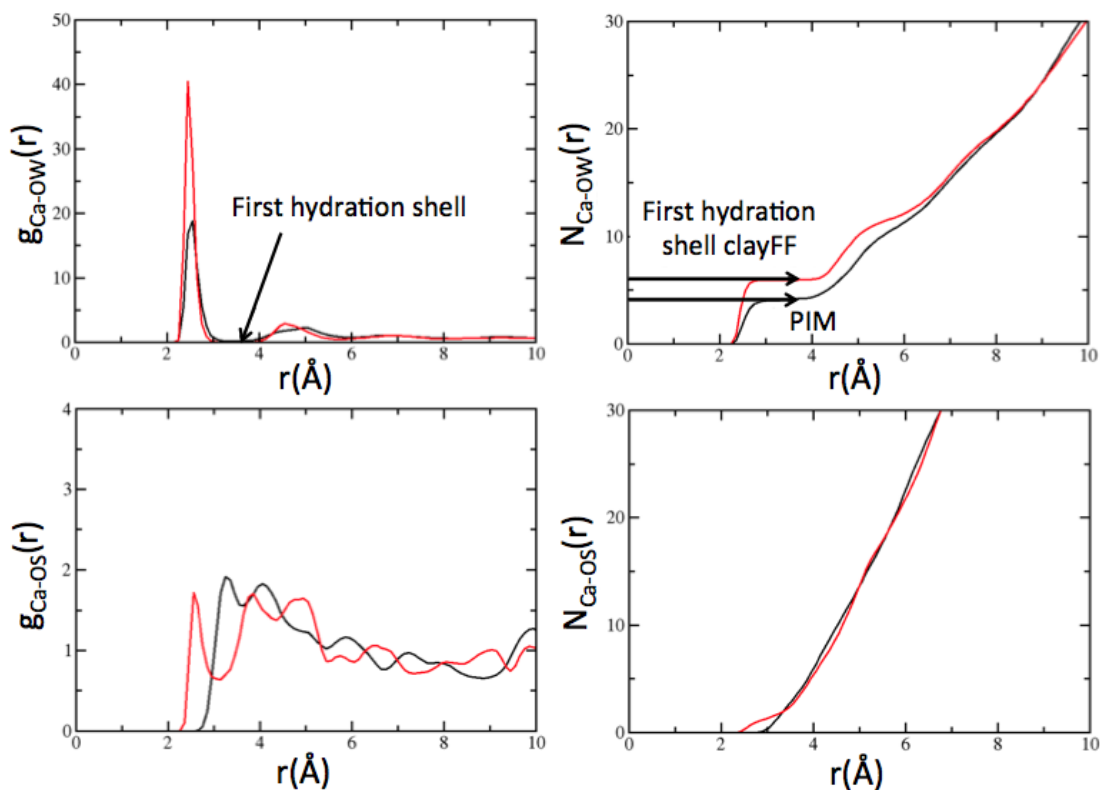 50
40
30
20
10
0
0 2 4 6 8 10
g Ca-OW (r)
r(Å)
First hydration shell
30
20
10
0
0 2 4 6 8 10
N Ca-OW (r)
r(Å)
First hydration
shell clayFF
PIM
4
3
2
1
0
0 2 4 6 8 10
g Ca-OS (r)
r(Å)
30
20
10
0
0 2 4 6 8 10
N Ca-OS (r)
r(Å)